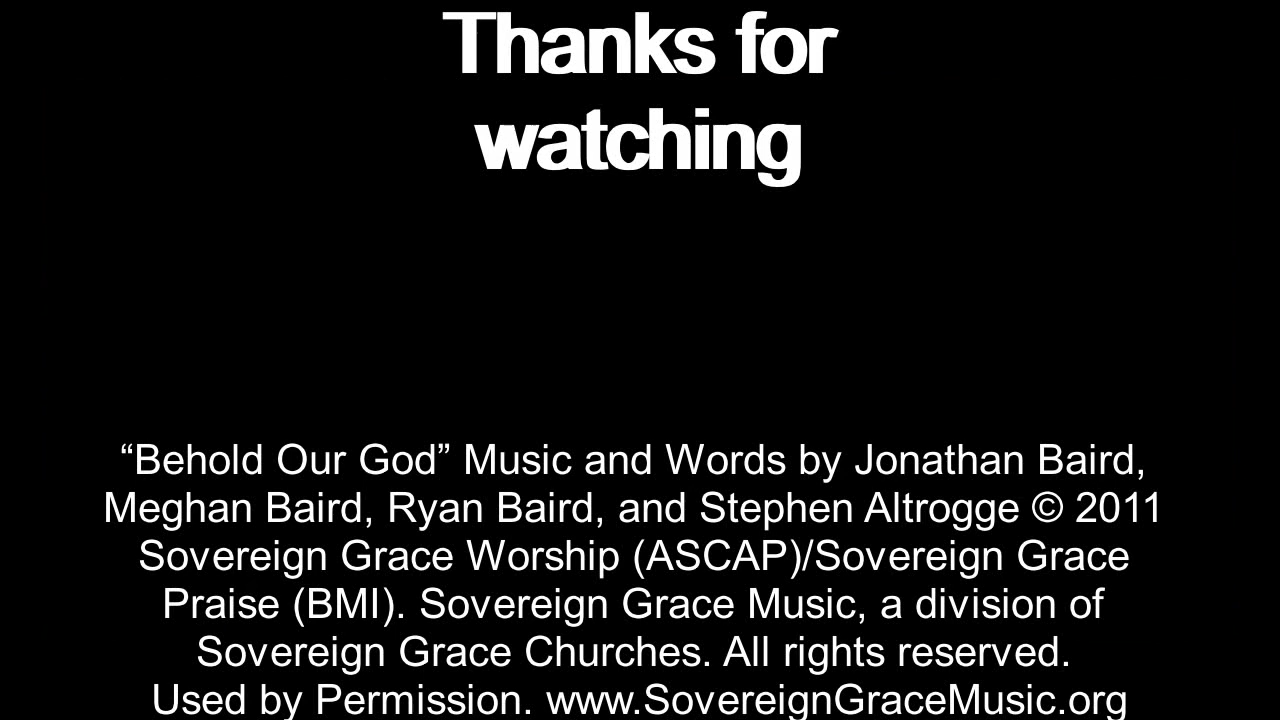 Thanks for
watching
“Behold Our God” Music and Words by Jonathan Baird,
Meghan Baird, Ryan Baird, and Stephen Altrogge © 2011
Sovereign Grace Worship (ASCAP)/Sovereign Grace
Praise (BMI). Sovereign Grace Music, a division of
Sovereign Grace Churches. All rights reserved.
Used by Permission. www.SovereignGraceMusic.org